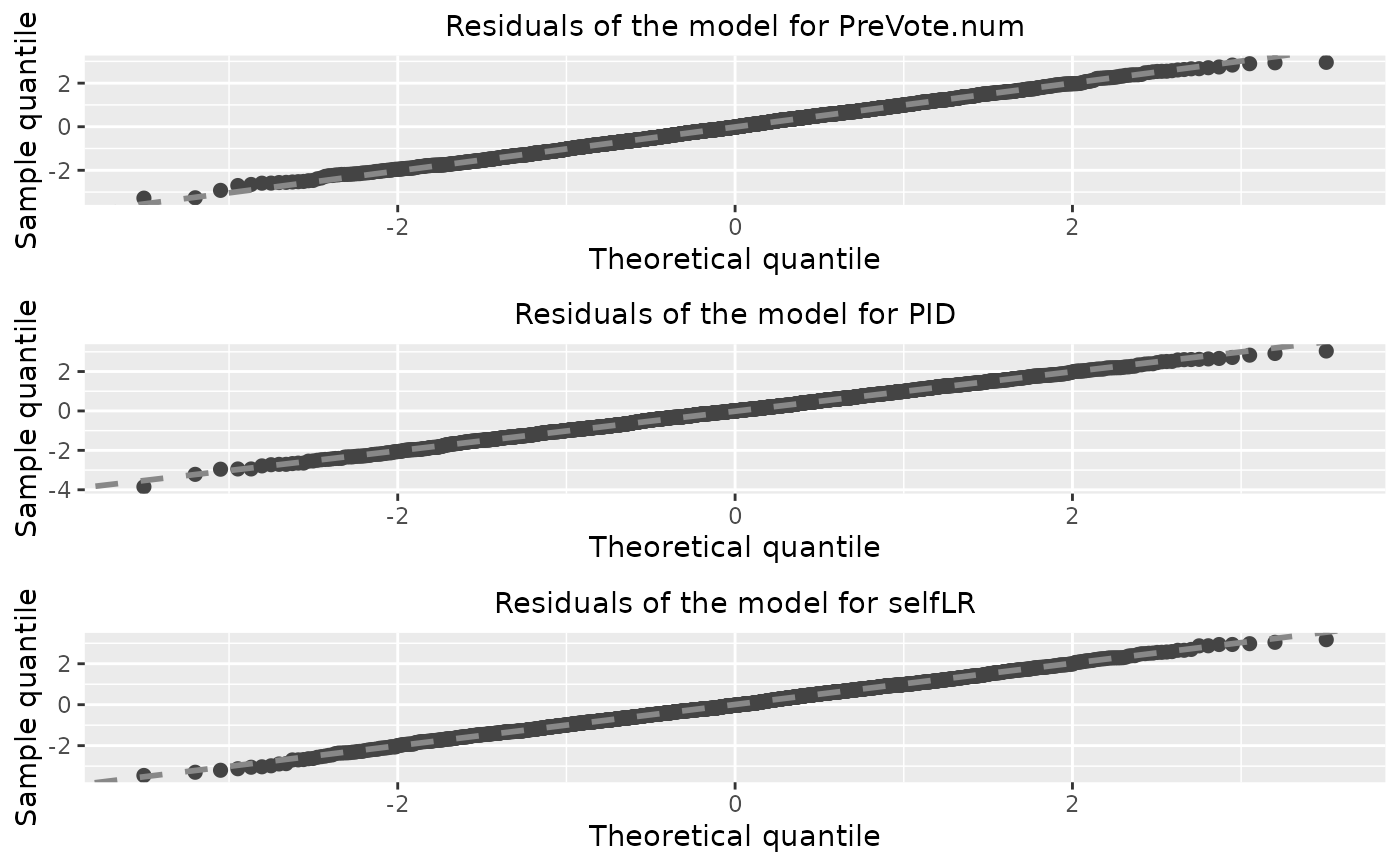 Residuals of the model for PreVote.num
Sample quantile
2
0
-2
-2
0
2
Theoretical quantile
Residuals of the model for PID
Sample quantile
2
0
-2
-4
-2
0
2
Theoretical quantile
Residuals of the model for selfLR
Sample quantile
2
0
-2
-2
0
2
Theoretical quantile